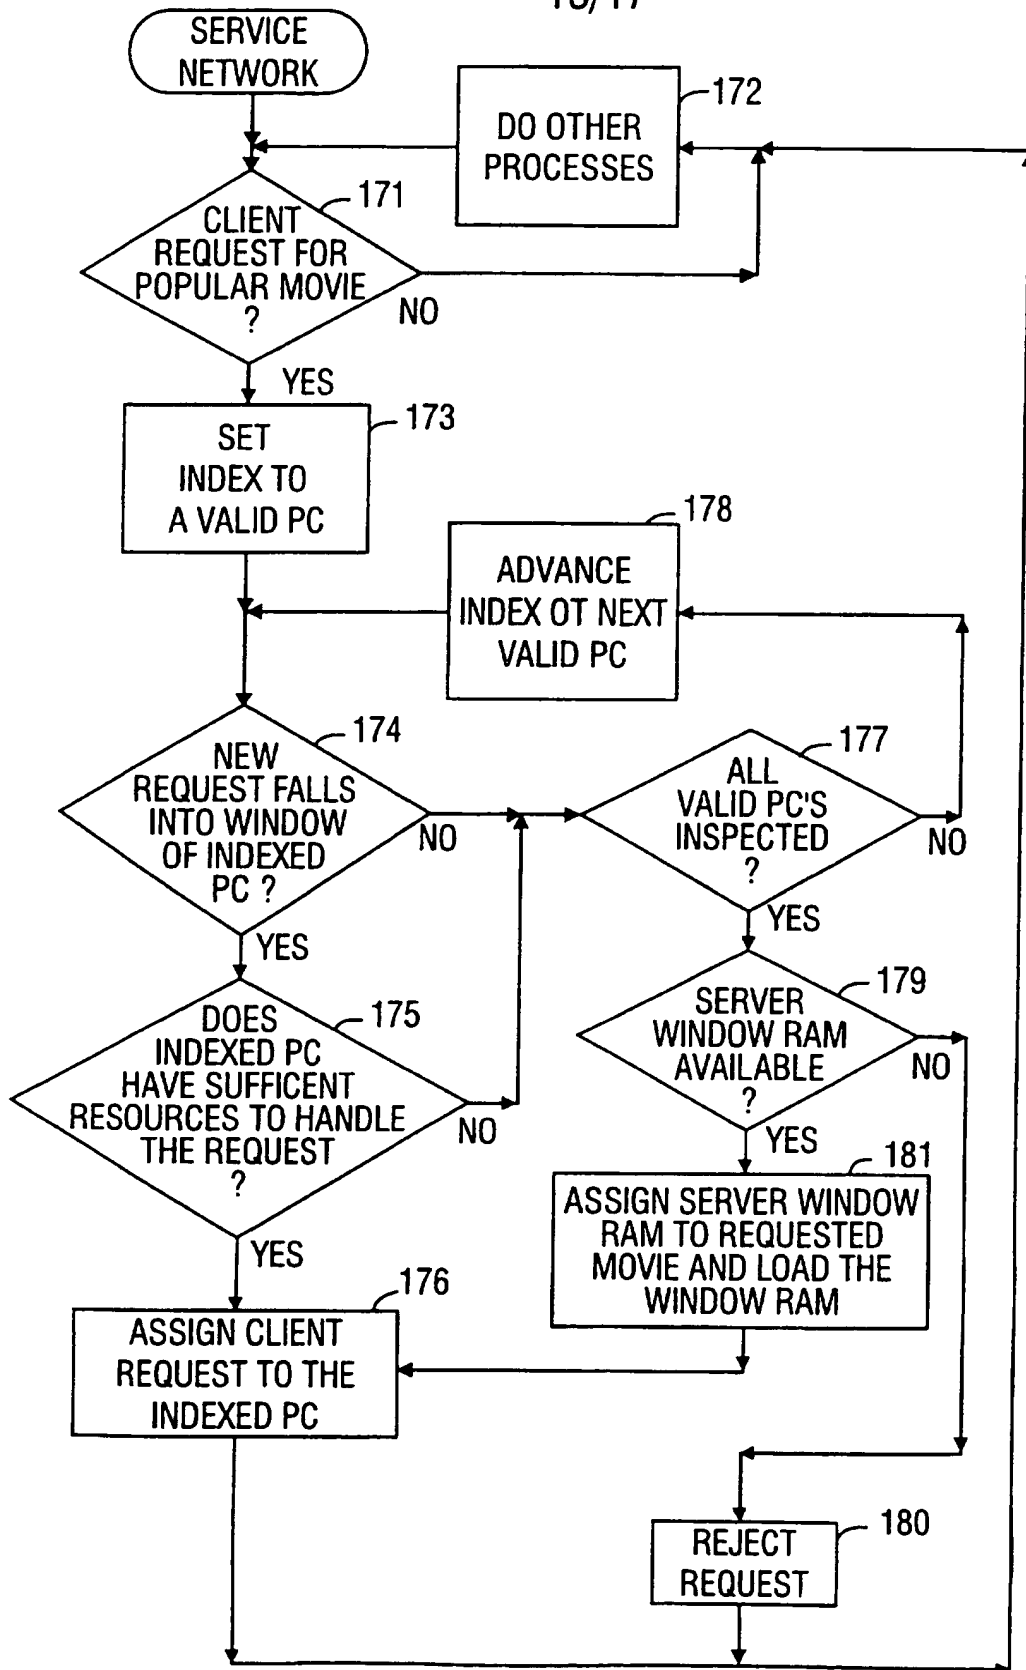 SERVICE
NETWORK
172
DO OTHER
PROCESSES
171
CLIENT
REQUEST FOR
POPULAR MOVIE
?
NO
YES
173
SET
INDEX TO
A VALID PC
178
ADVANCE
INDEX OT NEXT
VALID PC
174
NEW
REQUEST FALLS
INTO WINDOW
OF INDEXED
PC ?
NO
YES
177
ALL
VALID PC'S
INSPECTED
?
NO
YES
175
DOES
INDEXED PC
HAVE SUFFICENT
RESOURCES TO HANDLE
THE REQUEST
?
NO
YES
179
SERVER
WINDOW RAM
AVAILABLE
?
NO
YES
181
ASSIGN SERVER WINDOW
RAM TO REQUESTED
MOVIE AND LOAD THE
WINDOW RAM
176
ASSIGN CLIENT
REQUEST TO THE
INDEXED PC
180
REJECT
REQUEST